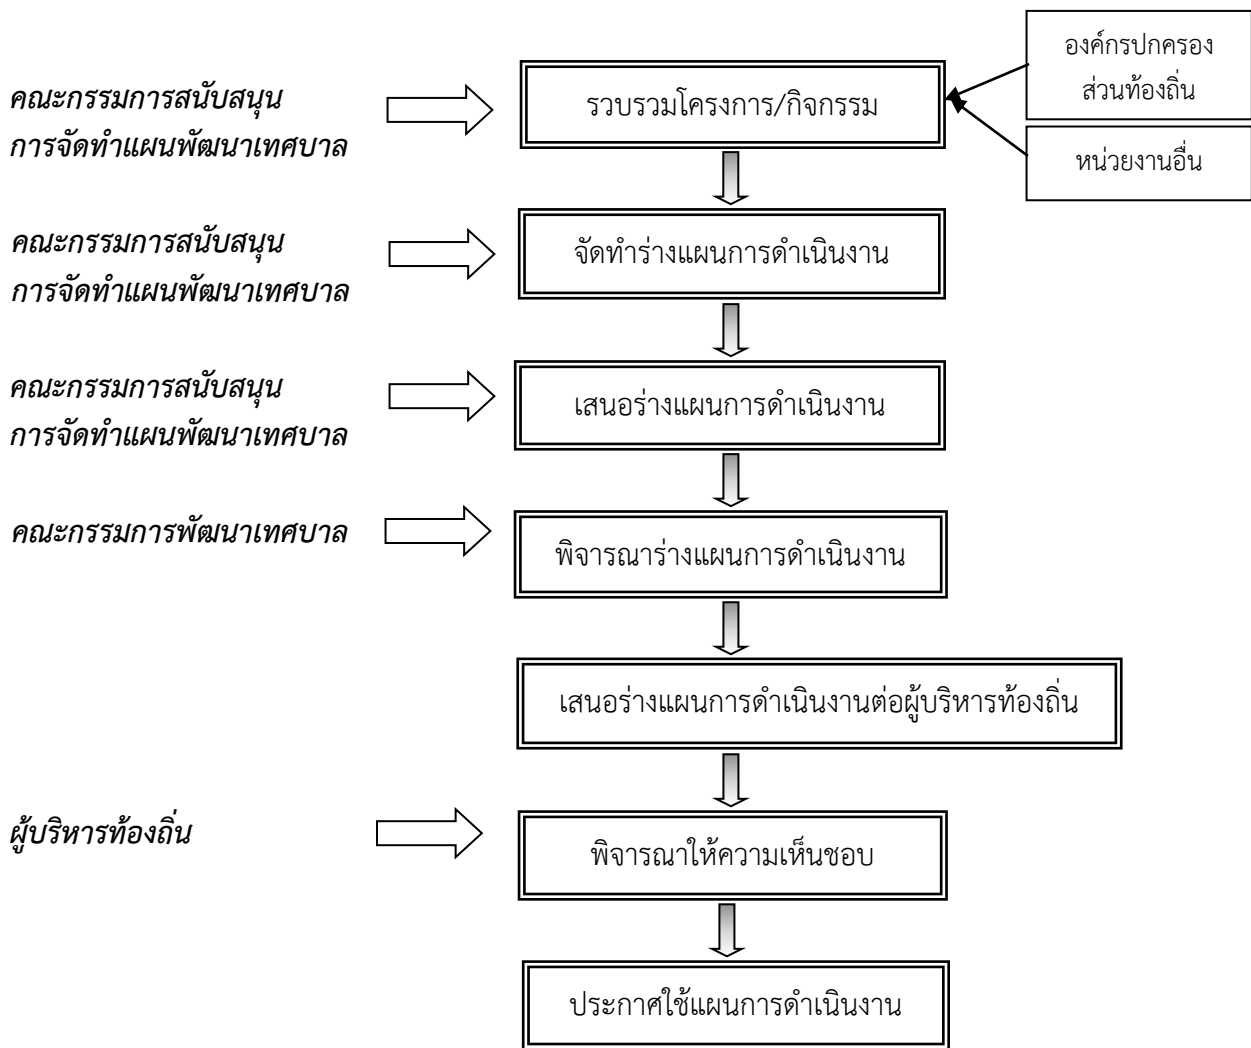 องค์กรปกครอง
ส่วนท้องถิ่น
คณะกรรมการสนับสนุน
การจัดทำแผนพัฒนาเทศบาล
รวบรวมโครงการ/กิจกรรม
หน่วยงานอื่น
คณะกรรมการสนับสนุน
การจัดทำแผนพัฒนาเทศบาล
จัดทำร่างแผนการดำเนินงาน
คณะกรรมการสนับสนุน
การจัดทำแผนพัฒนาเทศบาล
เสนอร่างแผนการดำเนินงาน
คณะกรรมการพัฒนาเทศบาล
พิจารณาร่างแผนการดำเนินงาน
เสนอร่างแผนการดำเนินงานต่อผู้บริหารท้องถิ่น
ผู้บริหารท้องถิ่น
พิจารณาให้ความเห็นชอบ
ประกาศใช้แผนการดำเนินงาน